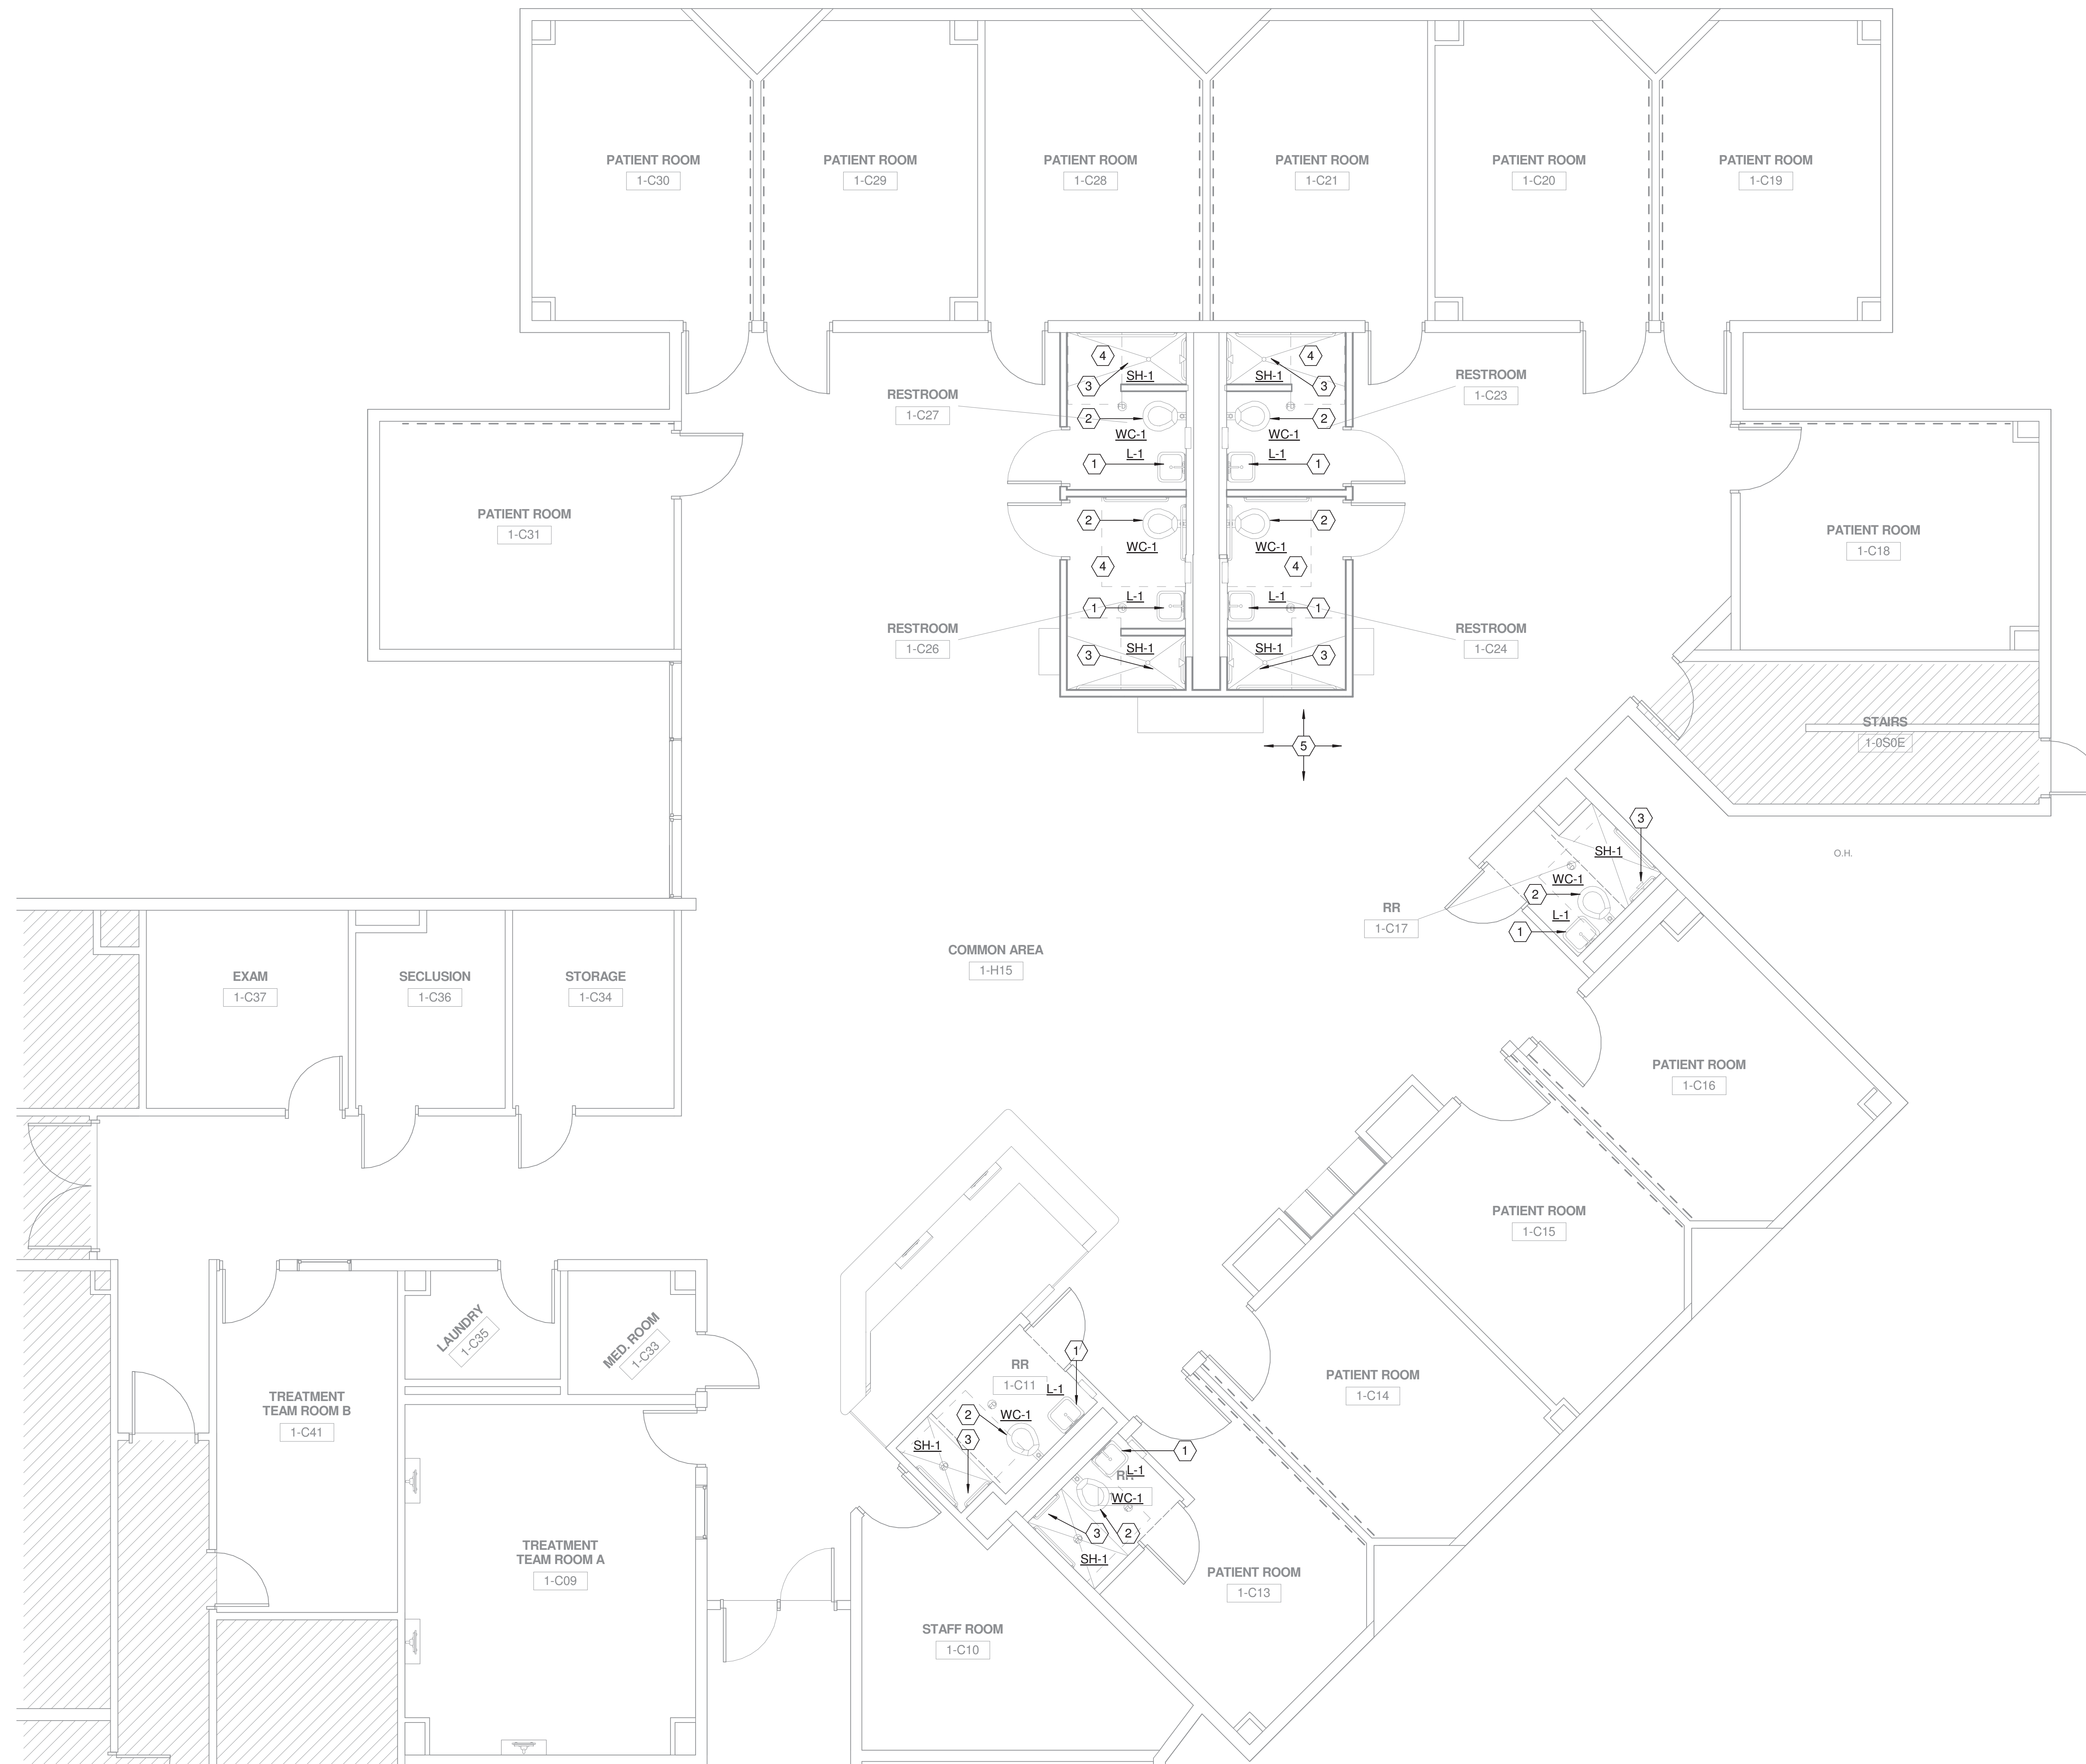 PATIENT ROOM
1-C30
PATIENT ROOM
1-C29
PATIENT ROOM
1-C28
PATIENT ROOM
1-C21
PATIENT ROOM
1-C20
PATIENT ROOM
1-C19
RESTROOM
1-C27
4
3
SH-1
2
WC-1
L-1
1
4
3
SH-1
2
WC-1
L-1
1
RESTROOM
1-C23
PATIENT ROOM
1-C31
2
WC-1
4
L-1
1
SH-1
3
2
WC-1
4
L-1
1
SH-1
3
RESTROOM
1-C26
RESTROOM
1-C24
PATIENT ROOM
1-C18
5
STAIRS
1-0S0E
3
SH-1
WC-1
2
L-1
1
RR
1-C17
O.H.
COMMON AREA
1-H15
EXAM
1-C37
SECLUSION
1-C36
STORAGE
1-C34
PATIENT ROOM
1-C16
PATIENT ROOM
1-C15
LAUNDRY
1-C35
MED. ROOM
1-C33
PATIENT ROOM
1-C14
RR
1-C11
1
L-1
2
WC-1
3
SH-1
TREATMENT
TEAM ROOM B
1-C41
1
L-1
RR
WC-1
3
2
SH-1
TREATMENT
TEAM ROOM A
1-C09
PATIENT ROOM
1-C13
STAFF ROOM
1-C10